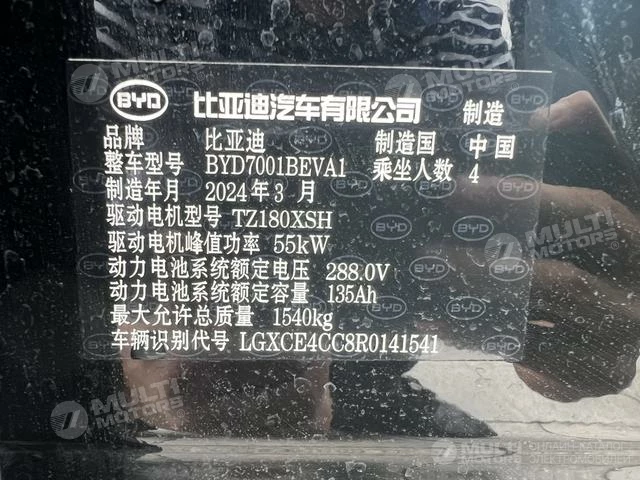 BYD 比亚迪汽车有限公司 制造
品牌 比亚迪 制造国 中国
整车型号 BYD7001BEVA1 乘坐人数 4
制造年月 2024年3月
驱动电机型号 TZ180XSH
驱动电机峰值功率 55kW
动力电池系统额定电压 288.0V
动力电池系统额定容量 135Ah
最大允许总质量 1540kg
车辆识别代号 LGXCE4CC8R0141541
MULTI MOTORS